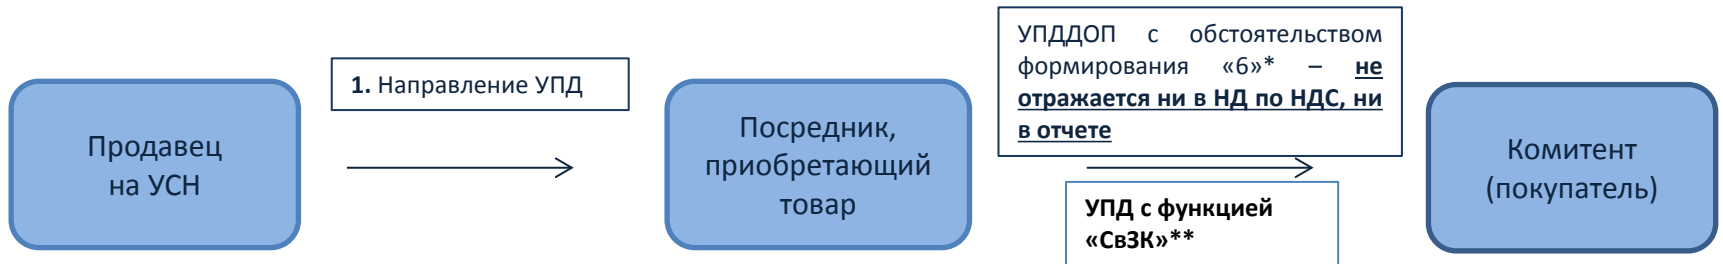 Продавец
на УСН
1. Направление УПД
Посредник,
приобретающий
товар
УПДДОП с обстоятельством
формирования «6»* – не
отражается ни в НД по НДС, ни
в отчете
УПД с функцией
«СвЗК»**
Комитент
(покупатель)